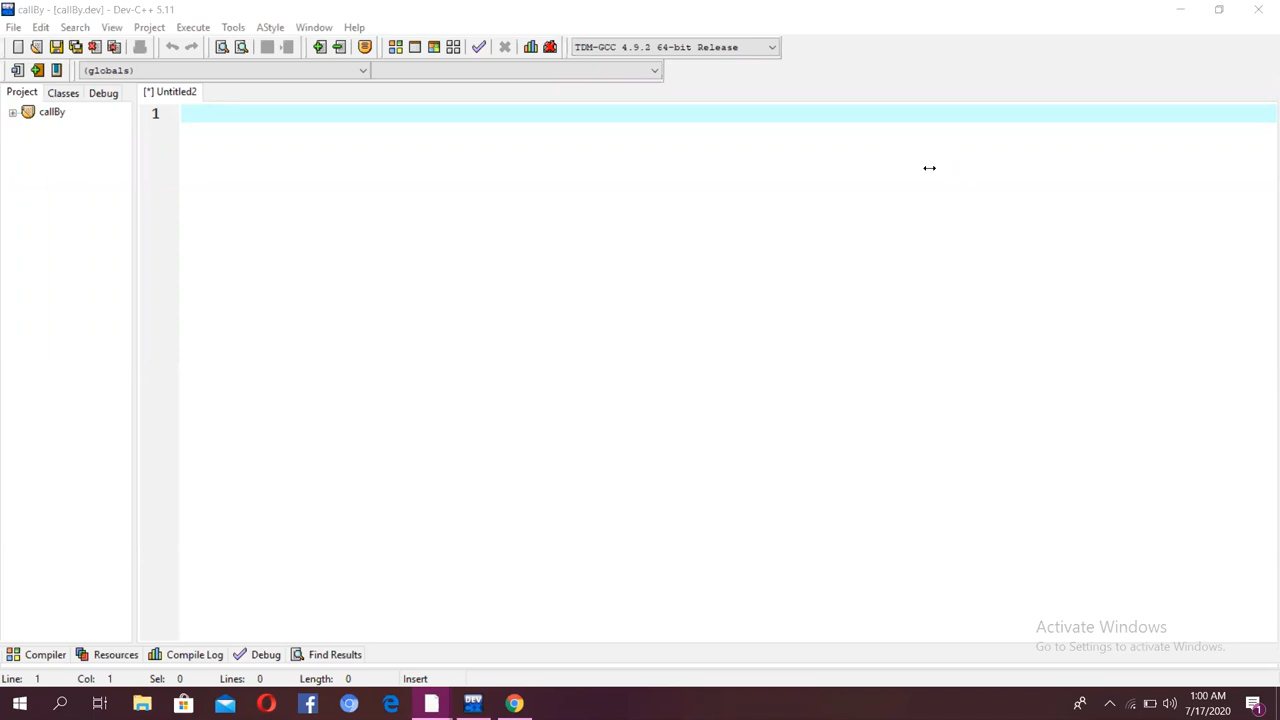 callBy - [callBy.dev] - Dev-C++ 5.11
File Edit Search View Project Execute Tools AStyle Window Help
TDM-GCC 4.9.2 64-bit Release
(globals)
Project Classes Debug [*] Untitled2
callBy
1
Activate Windows
Go to Settings to activate Windows.
Compiler Resources Compile Log Debug Find Results
Line: 1 Col: 1 Sel: 0 Lines: 0 Length: 0 Insert
DEV
1:00 AM
7/17/2020
1